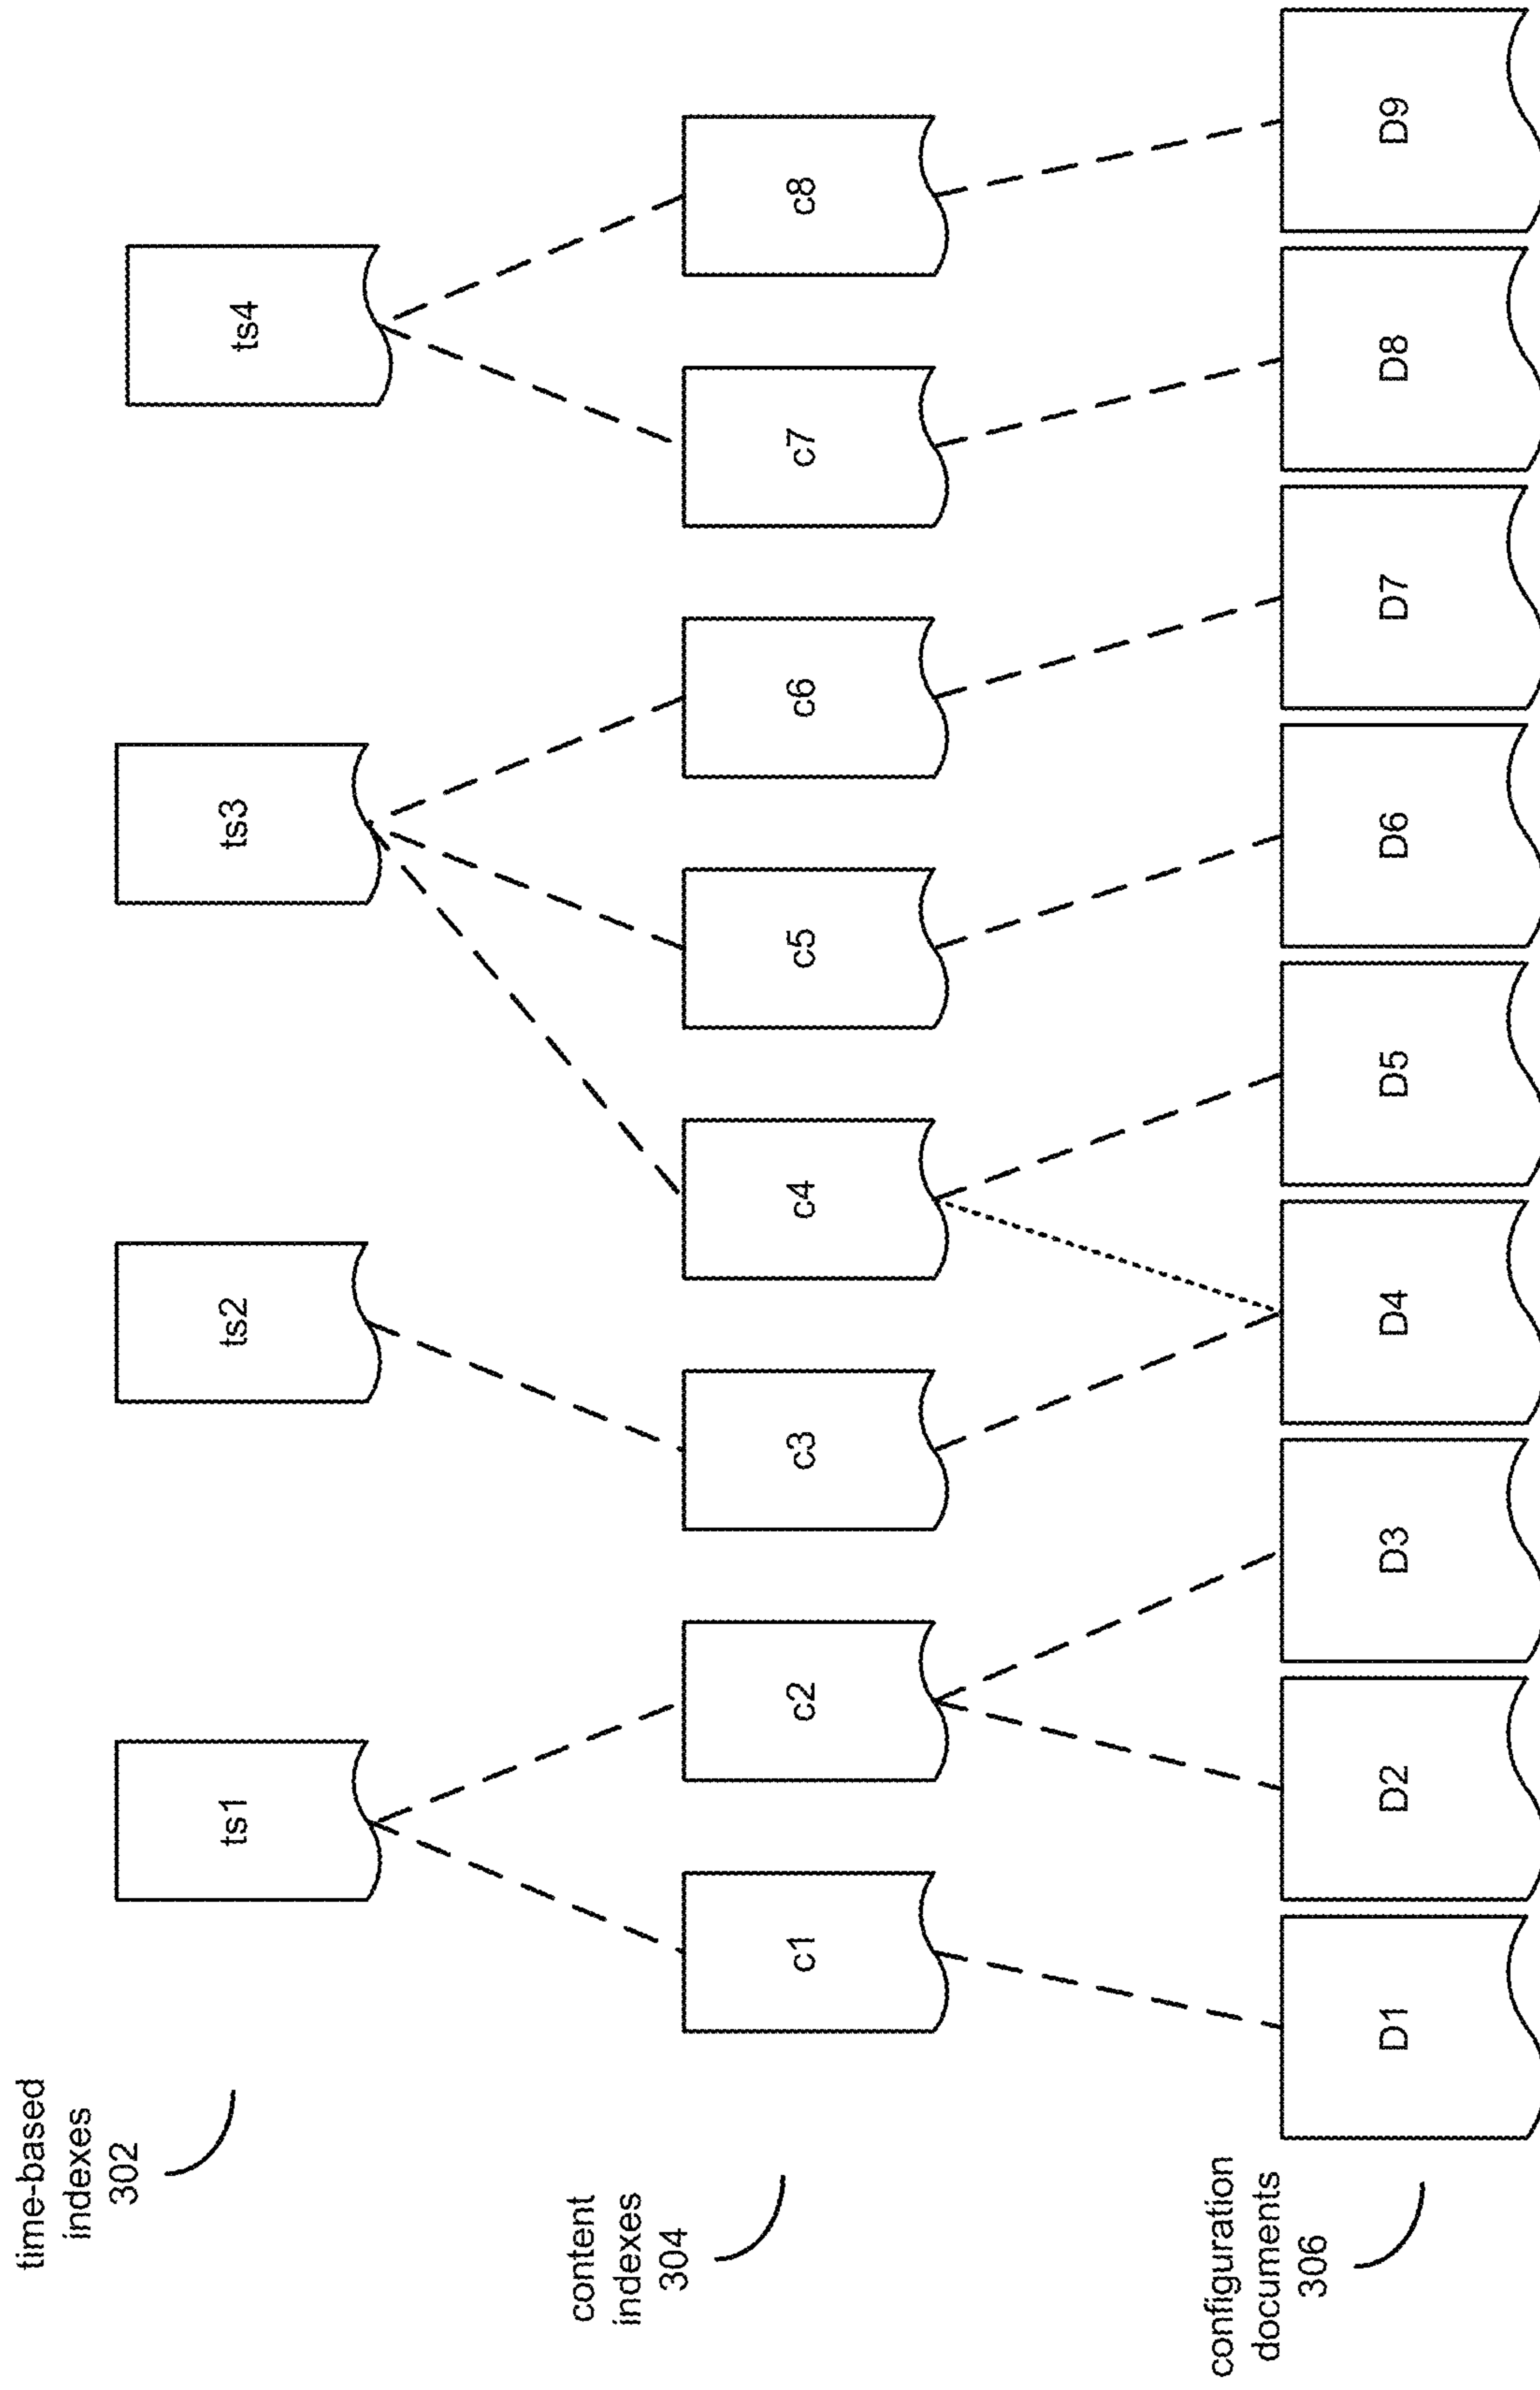 time-based
indexes
302
ts1
ts2
ts3
ts4
content
indexes
304
c1
c2
c3
c4
c5
c6
c7
c8
configuration
documents
306
D1
D2
D3
D4
D5
D6
D7
D8
D9